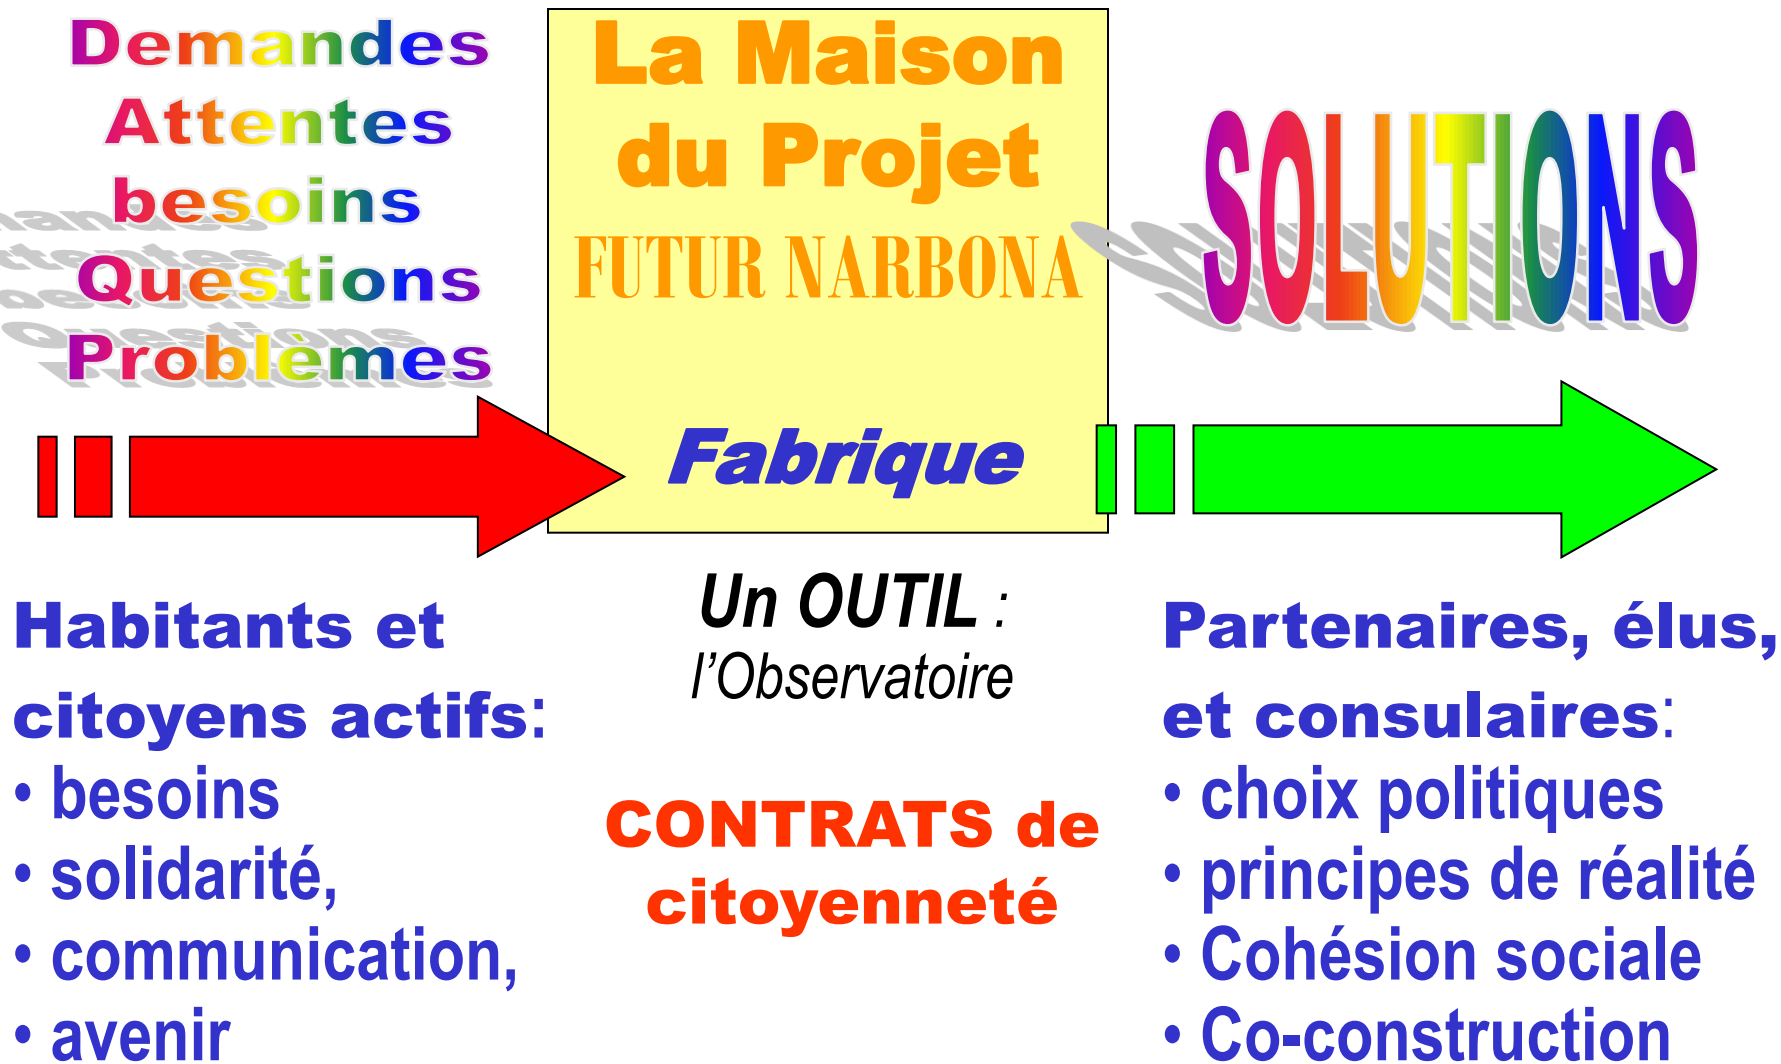 Demandes
Attentes
besoins
Questions
Problèmes
La Maison
du Projet
FUTUR NARBONA
Fabrique
SOLUTIONS
Habitants et
citoyens actifs:
• besoins
• solidarité,
• communication,
• avenir
Un OUTIL :
l’Observatoire
CONTRATS de
citoyenneté
Partenaires, élus,
et consulaires:
• choix politiques
• principes de réalité
• Cohésion sociale
• Co-construction